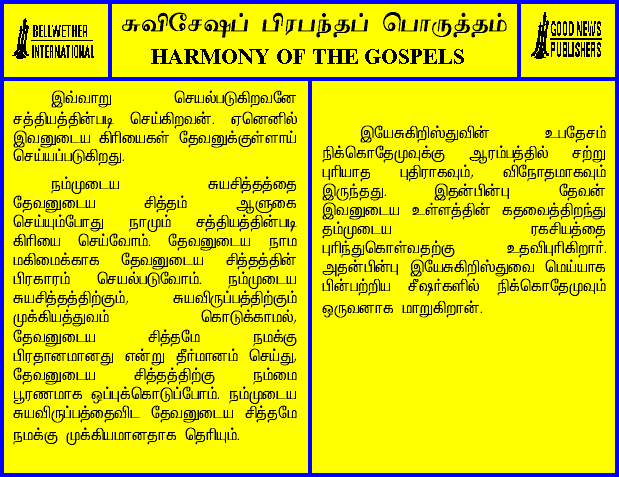 BELLWETHER
INTERNATIONAL
சுவிசேஷப் பிரபந்தப் பொருத்தம்
HARMONY OF THE GOSPELS
GOOD NEWS
PUBLISHERS
இவ்வாறு செயல்படுகிறவனே
சத்தியத்தின்படி செய்கிறவன். ஏனெனில்
இவனுடைய கிரியைகள் தேவனுக்குள்ளாய்
செய்யப்படுகிறது.
நம்முடைய சுயசித்தத்தை
தேவனுடைய சித்தம் ஆளுகை
செய்யும்போது நாமும் சத்தியத்தின்படி
கிரியை செய்வோம். தேவனுடைய நாம
மகிமைக்காக தேவனுடைய சித்தத்தின்
பிரகாரம் செயல்படுவோம். நம்முடைய
சுயசித்தத்திற்கும், சுயவிருப்பத்திற்கும்
முக்கியத்துவம் கொடுக்காமல்,
தேவனுடைய சித்தமே நமக்கு
பிரதானமானது என்று தீர்மானம் செய்து,
தேவனுடைய சித்தத்திற்கு நம்மை
பூரணமாக ஒப்புக்கொடுப்போம். நம்முடைய
சுயவிருப்பத்தைவிட தேவனுடைய சித்தமே
நமக்கு முக்கியமானதாக தெரியும்.
இயேசுகிறிஸ்துவின் உபதேசம்
நிக்கொதேமுவுக்கு ஆரம்பத்தில் சற்று
புரியாத புதிராகவும், விநோதமாகவும்
இருந்தது. இதன்பின்பு தேவன்
இவனுடைய உள்ளத்தின் கதவைத்திறந்து
தம்முடைய ரகசியத்தை
புரிந்துகொள்வதற்கு உதவிபுரிகிறார்.
அதன்பின்பு இயேசுகிறிஸ்துவை மெய்யாக
பின்பற்றிய சீஷர்களில் நிக்கொதேமுவும்
ஒருவனாக மாறுகிறான்.